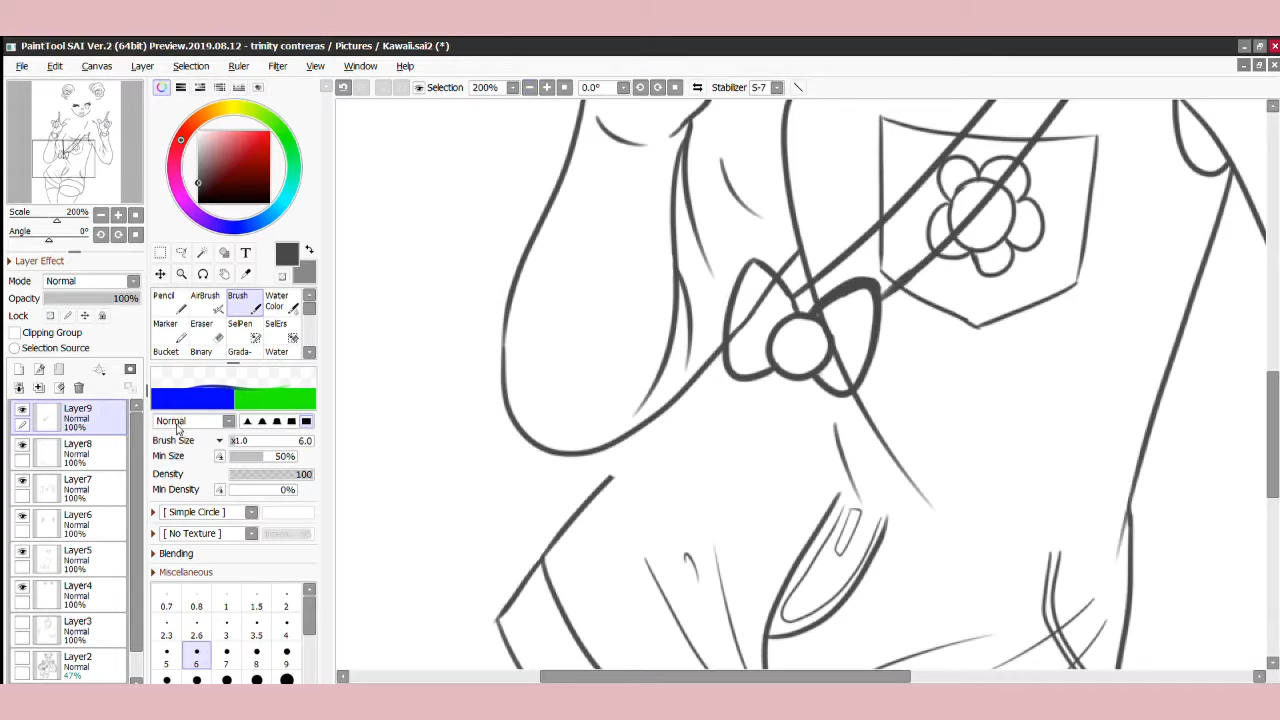 PaintTool SAI Ver.2 (64bit) Preview.2019.08.12 - trinity contreras / Pictures / Kawaii.sai2 (*)
File Edit Canvas Layer Selection Ruler Filter View Window Help
Selection 200% 0.0° Stabilizer S-7
Scale 200%
Angle 0°
Layer Effect
Mode Normal
Opacity 100%
Lock
Clipping Group
Selection Source
Layer9
Normal
100%
Layer8
Normal
100%
Layer7
Normal
100%
Layer6
Normal
100%
Layer5
Normal
100%
Layer4
Normal
100%
Layer3
Normal
100%
Layer2
Normal
47%
T
Pencil AirBrush Brush Water Color
Marker Eraser SelPen SelErs
Bucket Binary Grada- Water
Normal
Brush Size x1.0 6.0
Min Size 50%
Density 100
Min Density 0%
[ Simple Circle ]
[ No Texture ]
Blending
Miscellaneous
0.7 0.8 1 1.5 2
2.3 2.6 3 3.5 4
5 6 7 8 9